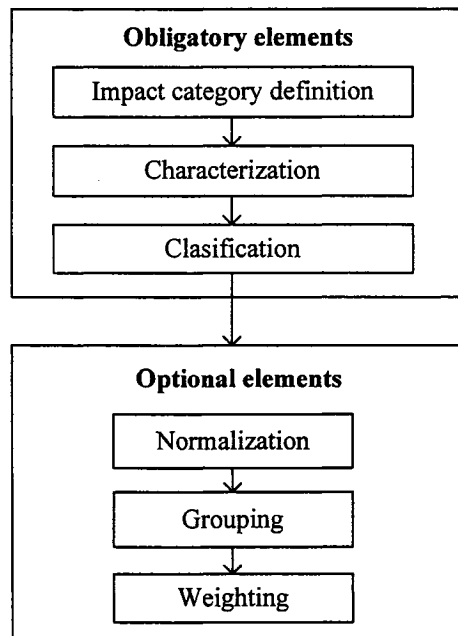 Obligatory elements
Impact category definition
Characterization
Clasification
Optional elements
Normalization
Grouping
Weighting